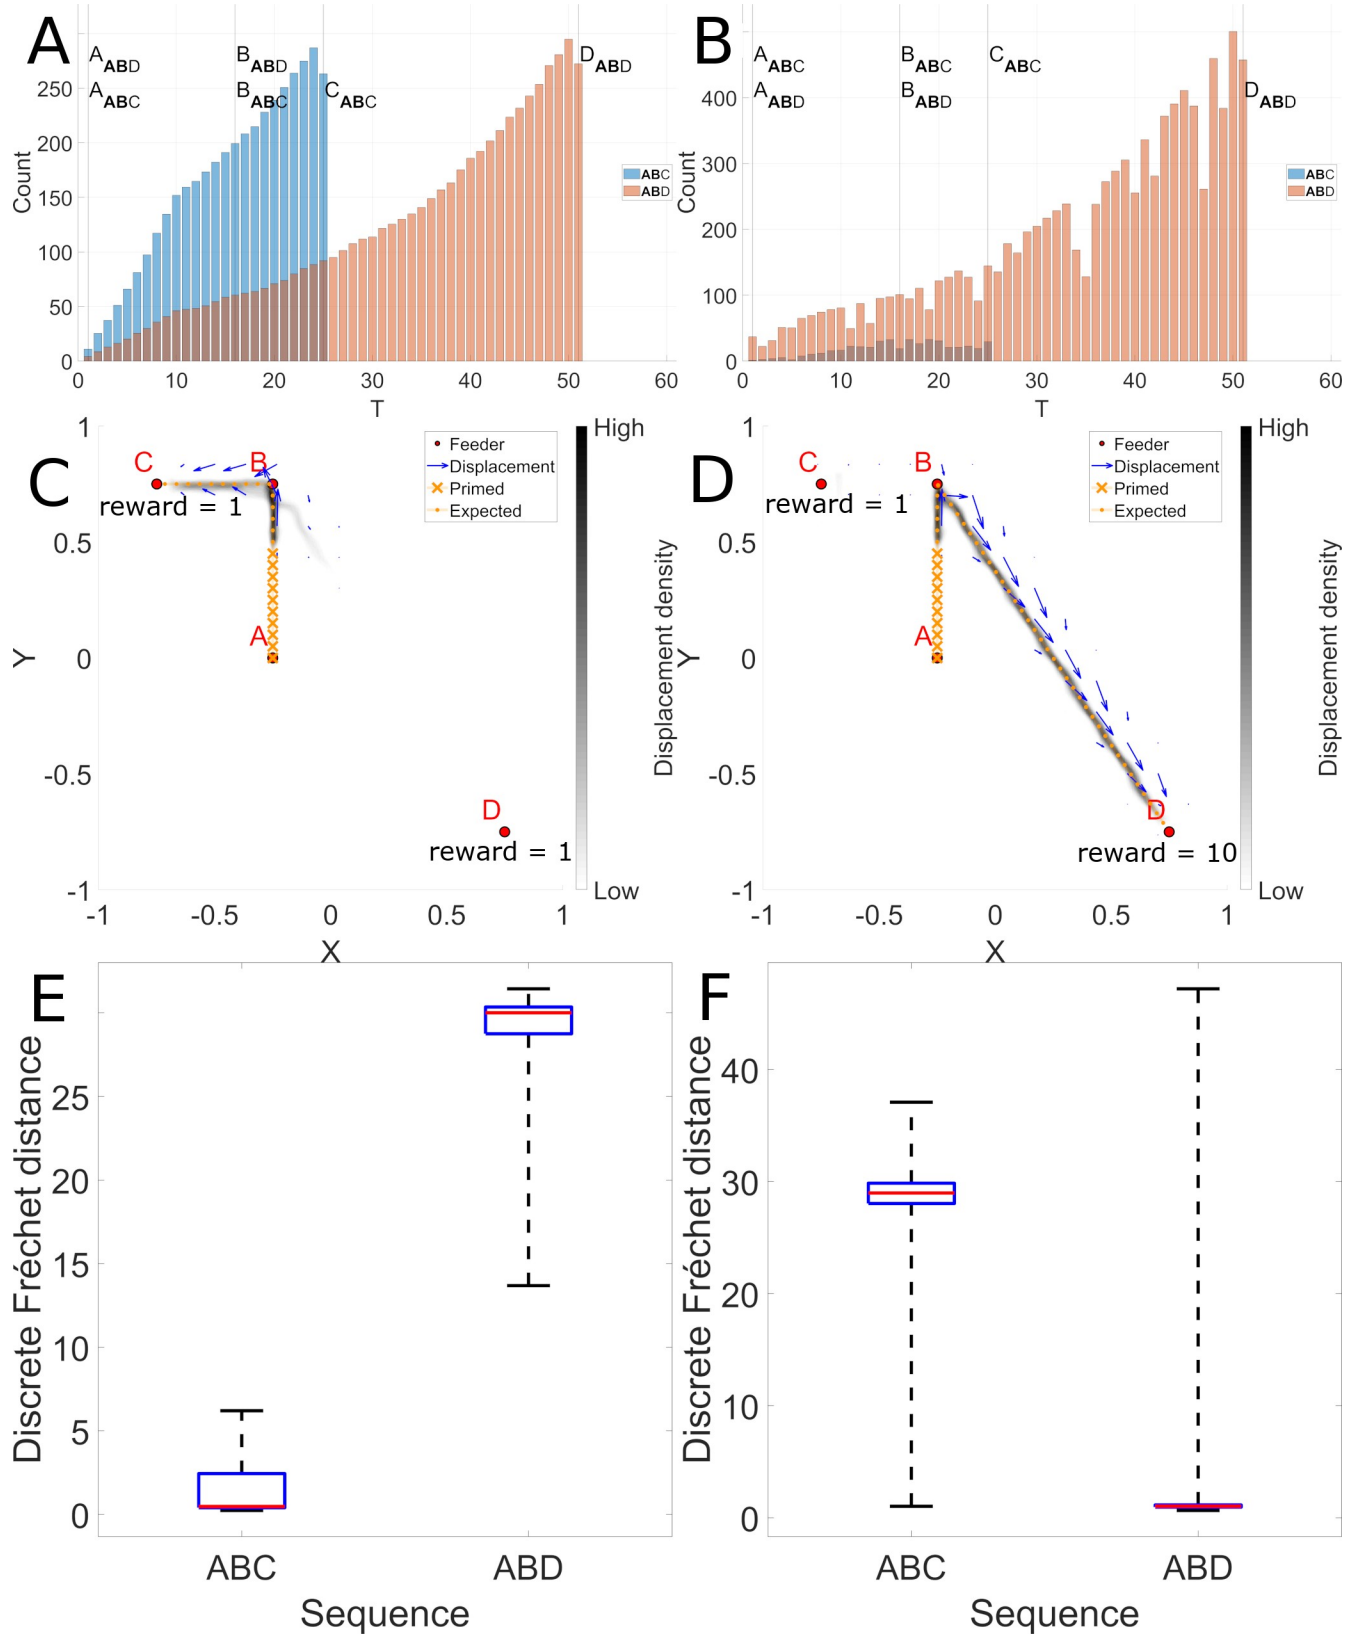 A
A_ABD
A_ABC
B_ABD
B_ABC
C_ABC
D_ABD
Count
250
200
150
100
50
0
ABC
ABD
0
10
20
30
40
50
60
T
B
A_ABC
A_ABD
B_ABC
B_ABD
C_ABC
D_ABD
Count
400
300
200
100
0
ABC
ABD
0
10
20
30
40
50
60
T
C
1
0.5
0
-0.5
-1
Y
C
B
A
D
reward = 1
reward = 1
Feeder
Displacement
Primed
Expected
High
Low
Displacement density
-1
-0.5
0
0.5
1
X
D
1
0.5
0
-0.5
-1
Y
C
B
A
D
reward = 1
reward = 10
Feeder
Displacement
Primed
Expected
High
Low
Displacement density
-1
-0.5
0
0.5
1
X
E
Discrete Fréchet distance
25
20
15
10
5
0
ABC
ABD
Sequence
F
Discrete Fréchet distance
40
30
20
10
0
ABC
ABD
Sequence